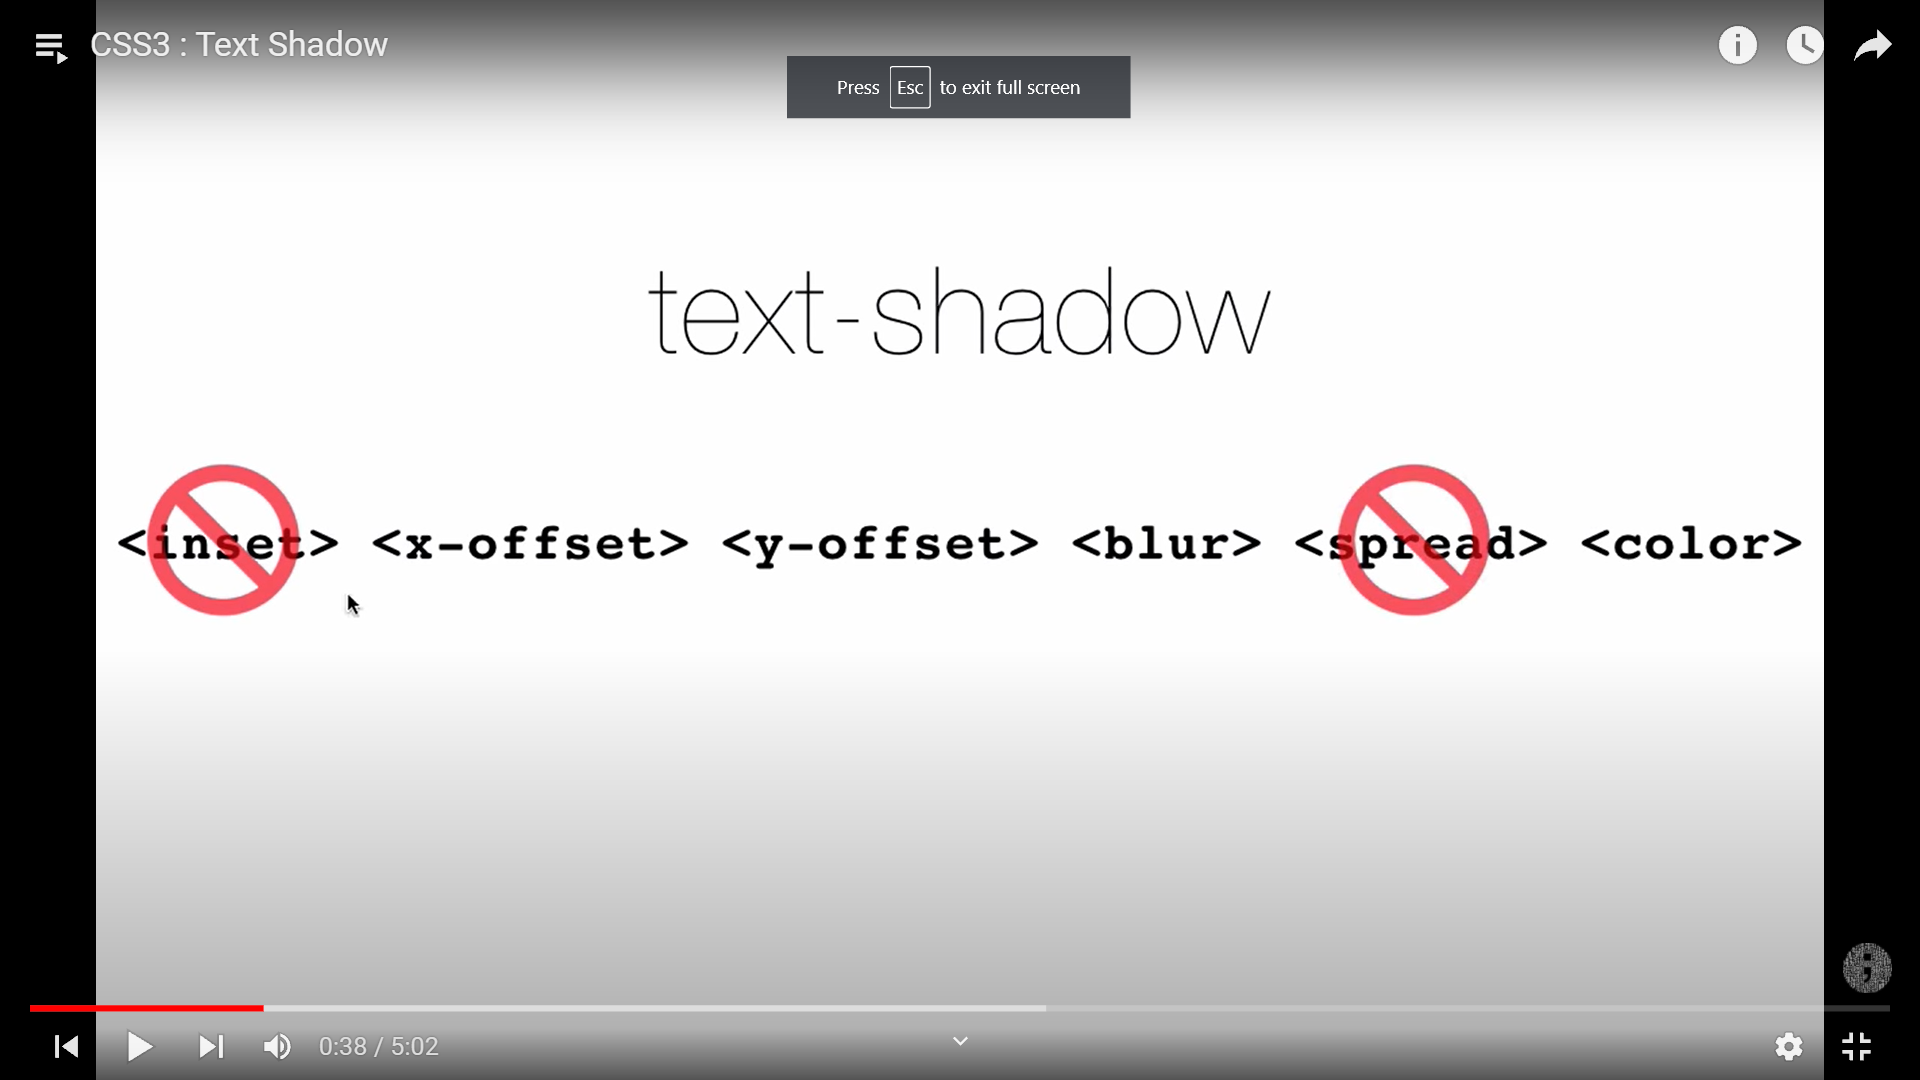 CSS3 : Text Shadow
Press Esc to exit full screen
text-shadow
<inset> <x-offset> <y-offset> <blur> <spread> <color>
0:38 / 5:02